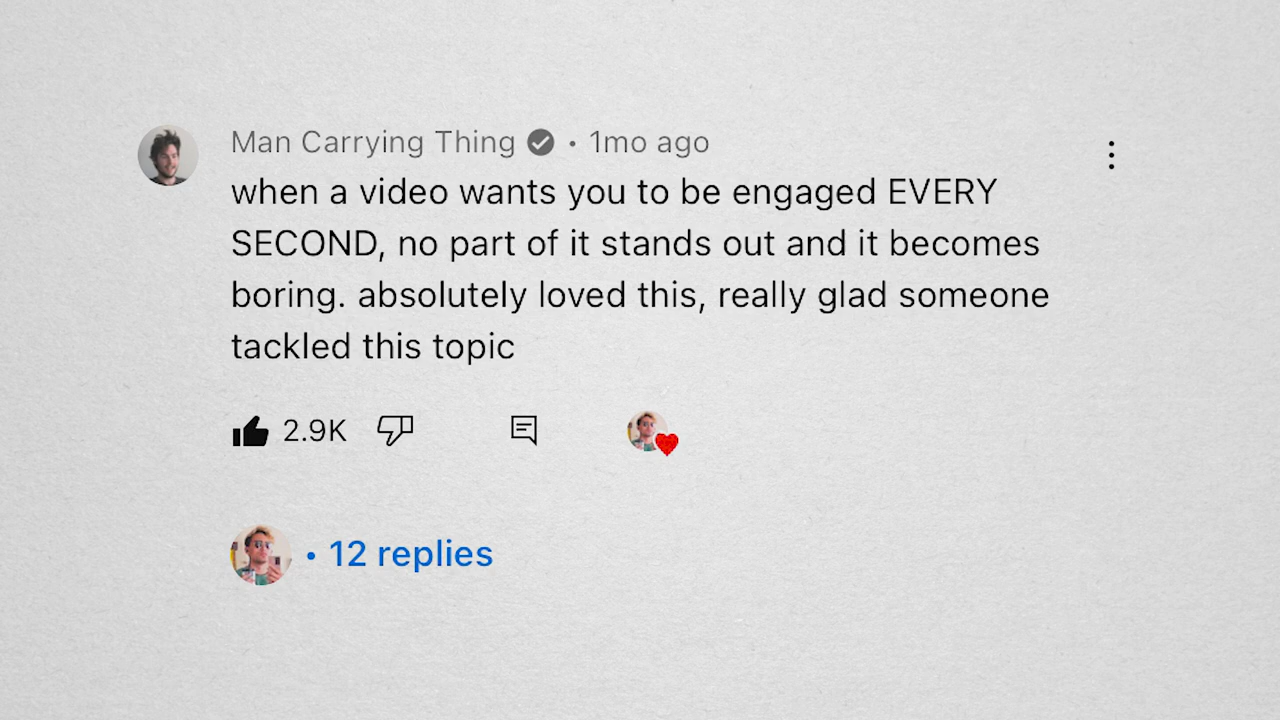 Man Carrying Thing • 1mo ago
when a video wants you to be engaged EVERY
SECOND, no part of it stands out and it becomes
boring. absolutely loved this, really glad someone
tackled this topic
2.9K
• 12 replies